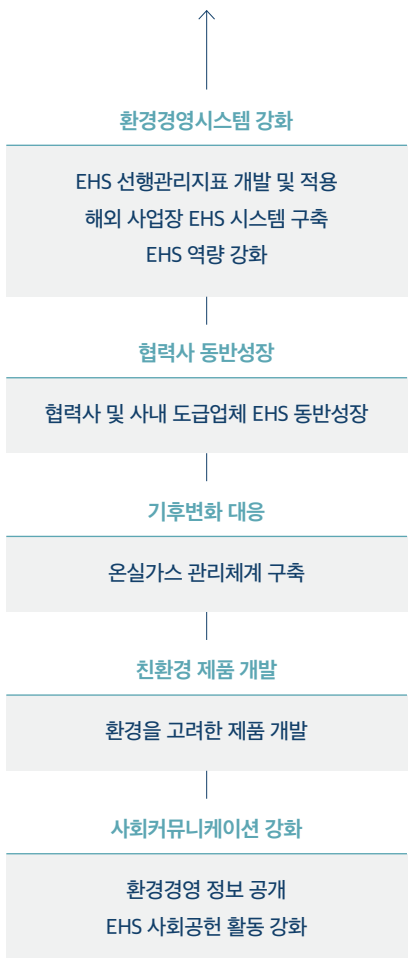 환경경영시스템 강화
EHS 선행관리지표 개발 및 적용
해외 사업장 EHS 시스템 구축
EHS 역량 강화
협력사 동반성장
협력사 및 사내 도급업체 EHS 동반성장
기후변화 대응
온실가스 관리체계 구축
친환경 제품 개발
환경을 고려한 제품 개발
사회커뮤니케이션 강화
환경경영 정보 공개
EHS 사회공헌 활동 강화